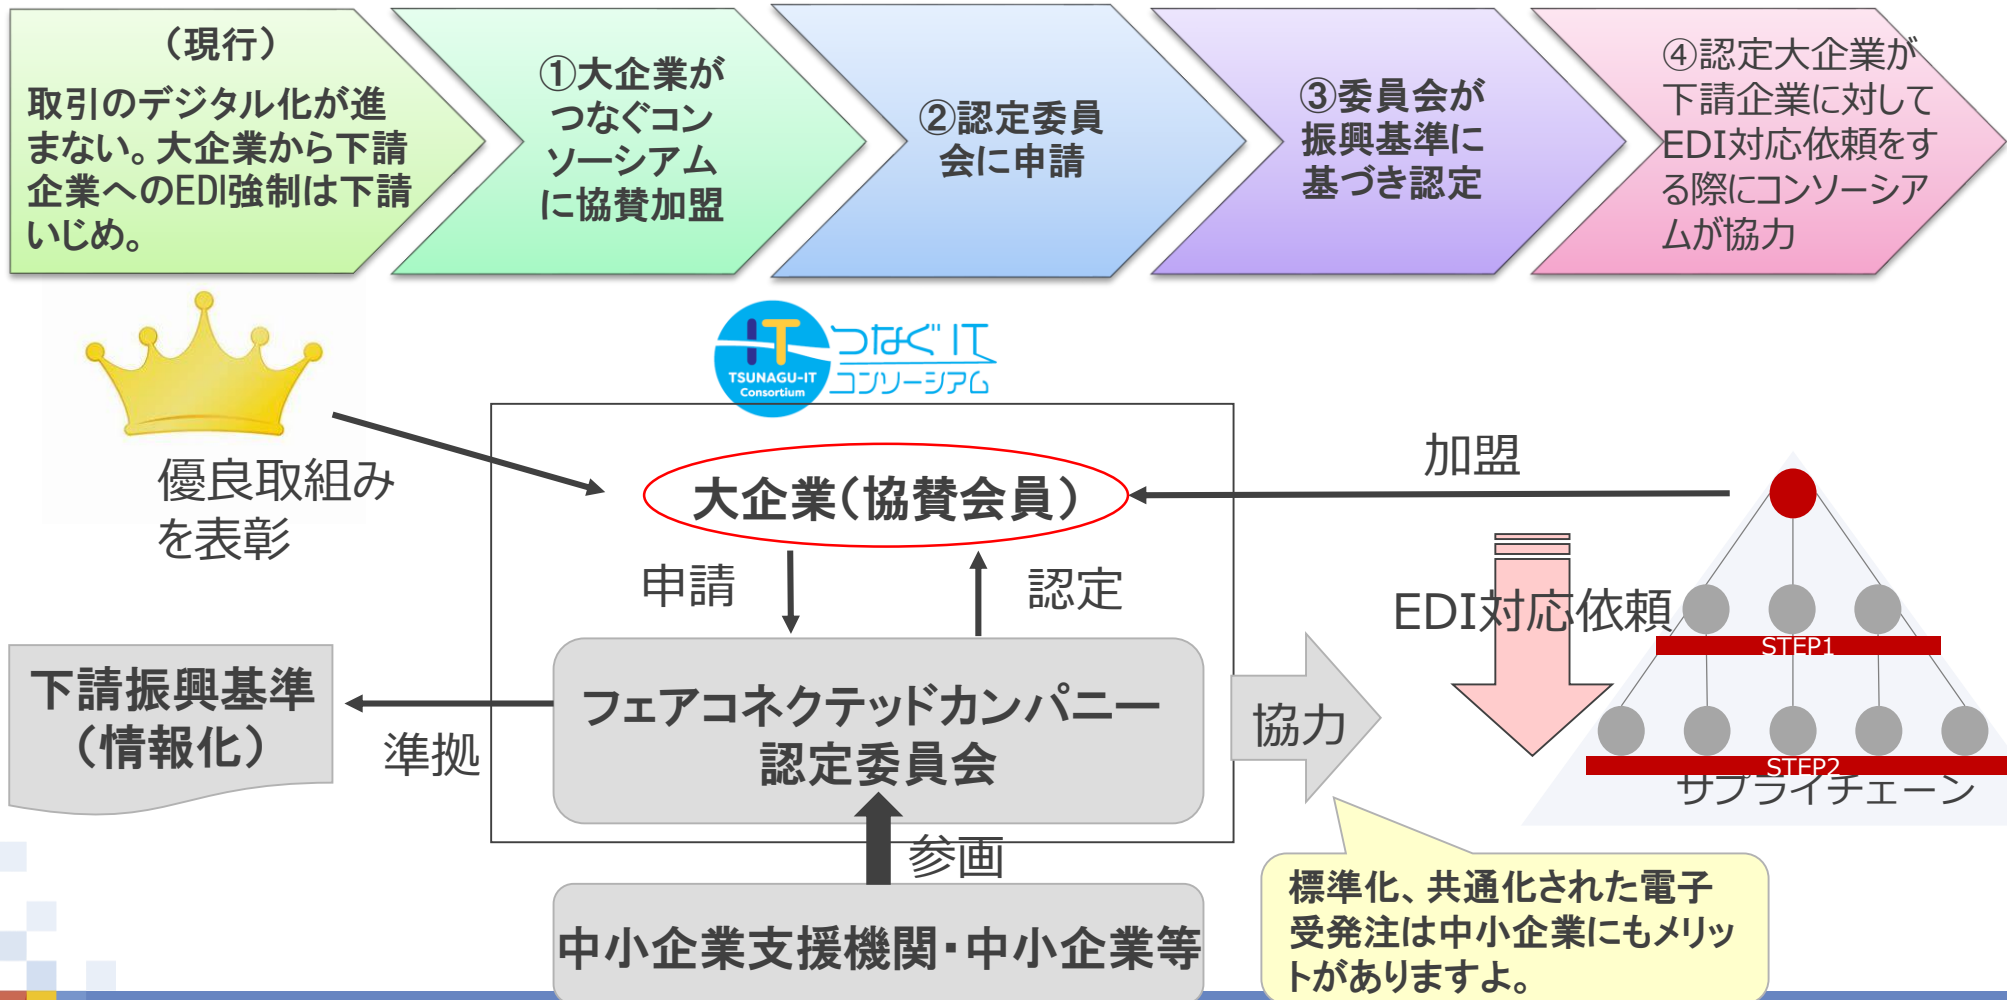 （現行）
取引のデジタル化が進
まない。大企業から下請
企業へのEDI強制は下請
いじめ。
①大企業が
つなぐコン
ソーシアム
に協賛加盟
②認定委員
会に申請
③委員会が
振興基準に
基づき認定
④認定大企業が
下請企業に対して
EDI対応依頼をす
る際にコンソーシア
ムが協力
IT
TSUNAGU-IT
Consortium
つなぐIT
コンソーシアム
優良取組み
を表彰
大企業（協賛会員）
加盟
申請
認定
EDI対応依頼
STEP1
STEP2
サプライチェーン
下請振興基準
（情報化）
準拠
フェアコネクテッドカンパニー
認定委員会
協力
参画
中小企業支援機関・中小企業等
標準化、共通化された電子
受発注は中小企業にもメリッ
トがありますよ。